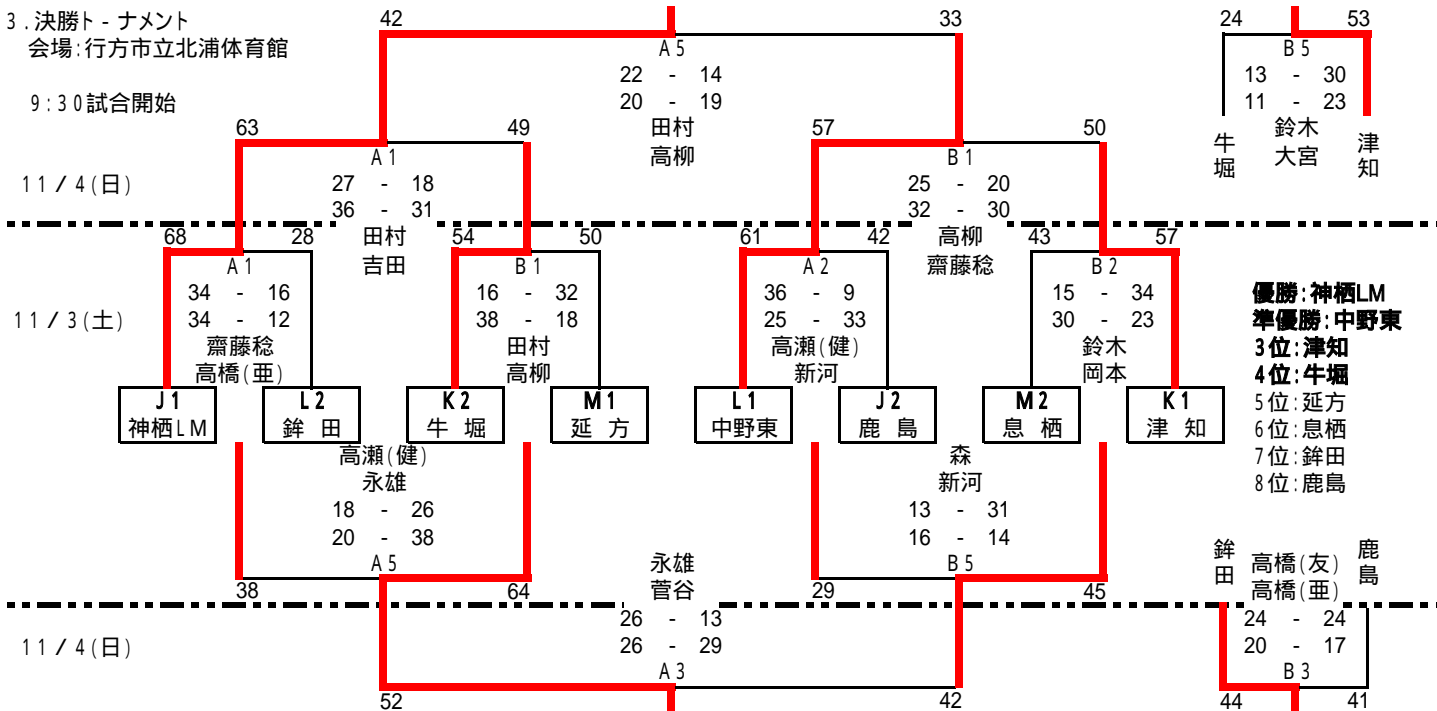 3.決勝ト-ナメント
会場:行方市立北浦体育館
9:30試合開始
42
33
A5
22 - 14
20 - 19
田村
高柳
24
53
B5
13 - 30
11 - 23
鈴木
大宮
牛堀
津知
11/4(日)
63
49
A1
27 - 18
36 - 31
田村
吉田
57
50
B1
25 - 20
32 - 30
高柳
齋藤稔
11/3(土)
68
28
A1
34 - 16
34 - 12
齋藤稔
高橋(亜)
54
50
B1
16 - 32
38 - 18
田村
高柳
61
42
A2
36 - 9
25 - 33
高瀬(健)
新河
43
57
B2
15 - 34
30 - 23
鈴木
岡本
J1
神栖LM
L2
鉾田
K2
牛堀
M1
延方
L1
中野東
J2
鹿島
M2
息栖
K1
津知
優勝:神栖LM
準優勝:中野東
3位:津知
4位:牛堀
5位:延方
6位:息栖
7位:鉾田
8位:鹿島
高瀬(健)
永雄
18 - 26
20 - 38
A5
38
64
森
新河
13 - 31
16 - 14
B5
29
45
11/4(日)
永雄
菅谷
26 - 13
26 - 29
A3
52
42
鉾田
鹿島
高橋(友)
高橋(亜)
24 - 24
20 - 17
B3
44
41